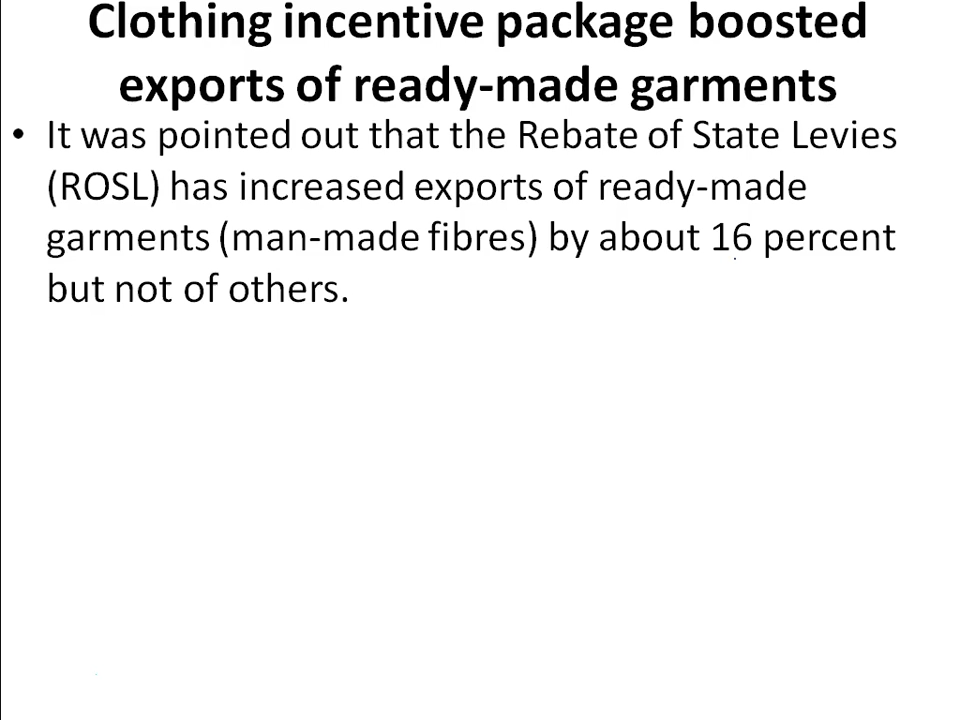 Clothing incentive package boosted
exports of ready-made garments
• It was pointed out that the Rebate of State Levies
(ROSL) has increased exports of ready-made
garments (man-made fibres) by about 16 percent
but not of others.